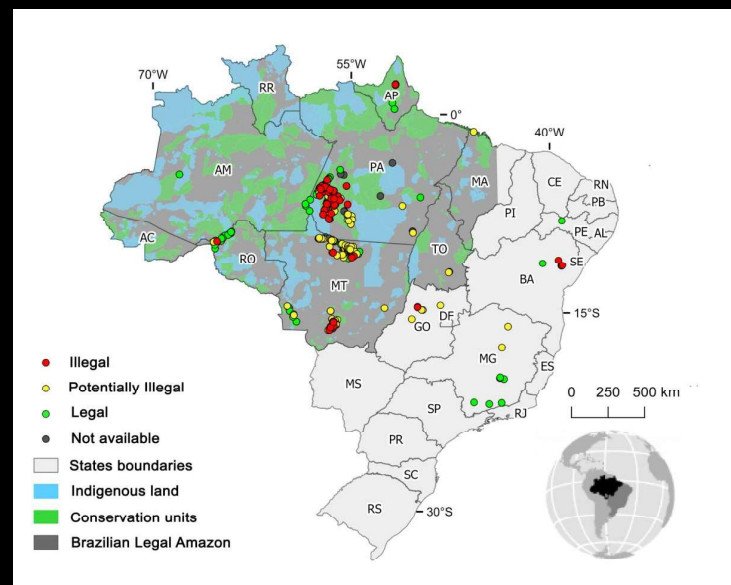 70°W
55°W
RR
AP
0°
40°W
AM
PA
MA
CE
RN
PB
PI
PE
AL
AC
RO
TO
SE
BA
MT
15°S
DF
GO
MG
ES
MS
SP
RJ
PR
SC
RS
30°S
0 250 500 km
Illegal
Potentially Illegal
Legal
Not available
States boundaries
Indigenous land
Conservation units
Brazilian Legal Amazon